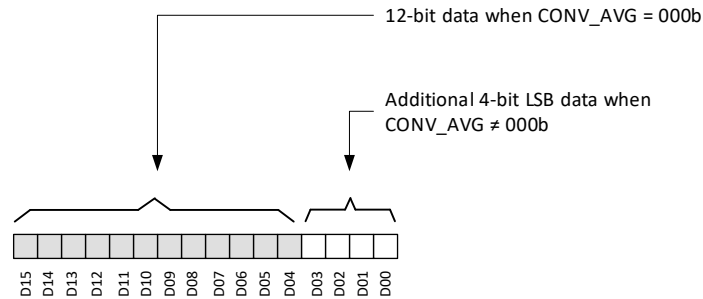 12-bit data when CONV_AVG = 000b
Additional 4-bit LSB data when
CONV_AVG ≠ 000b
D15
D14
D13
D12
D11
D10
D09
D08
D07
D06
D05
D04
D03
D02
D01
D00